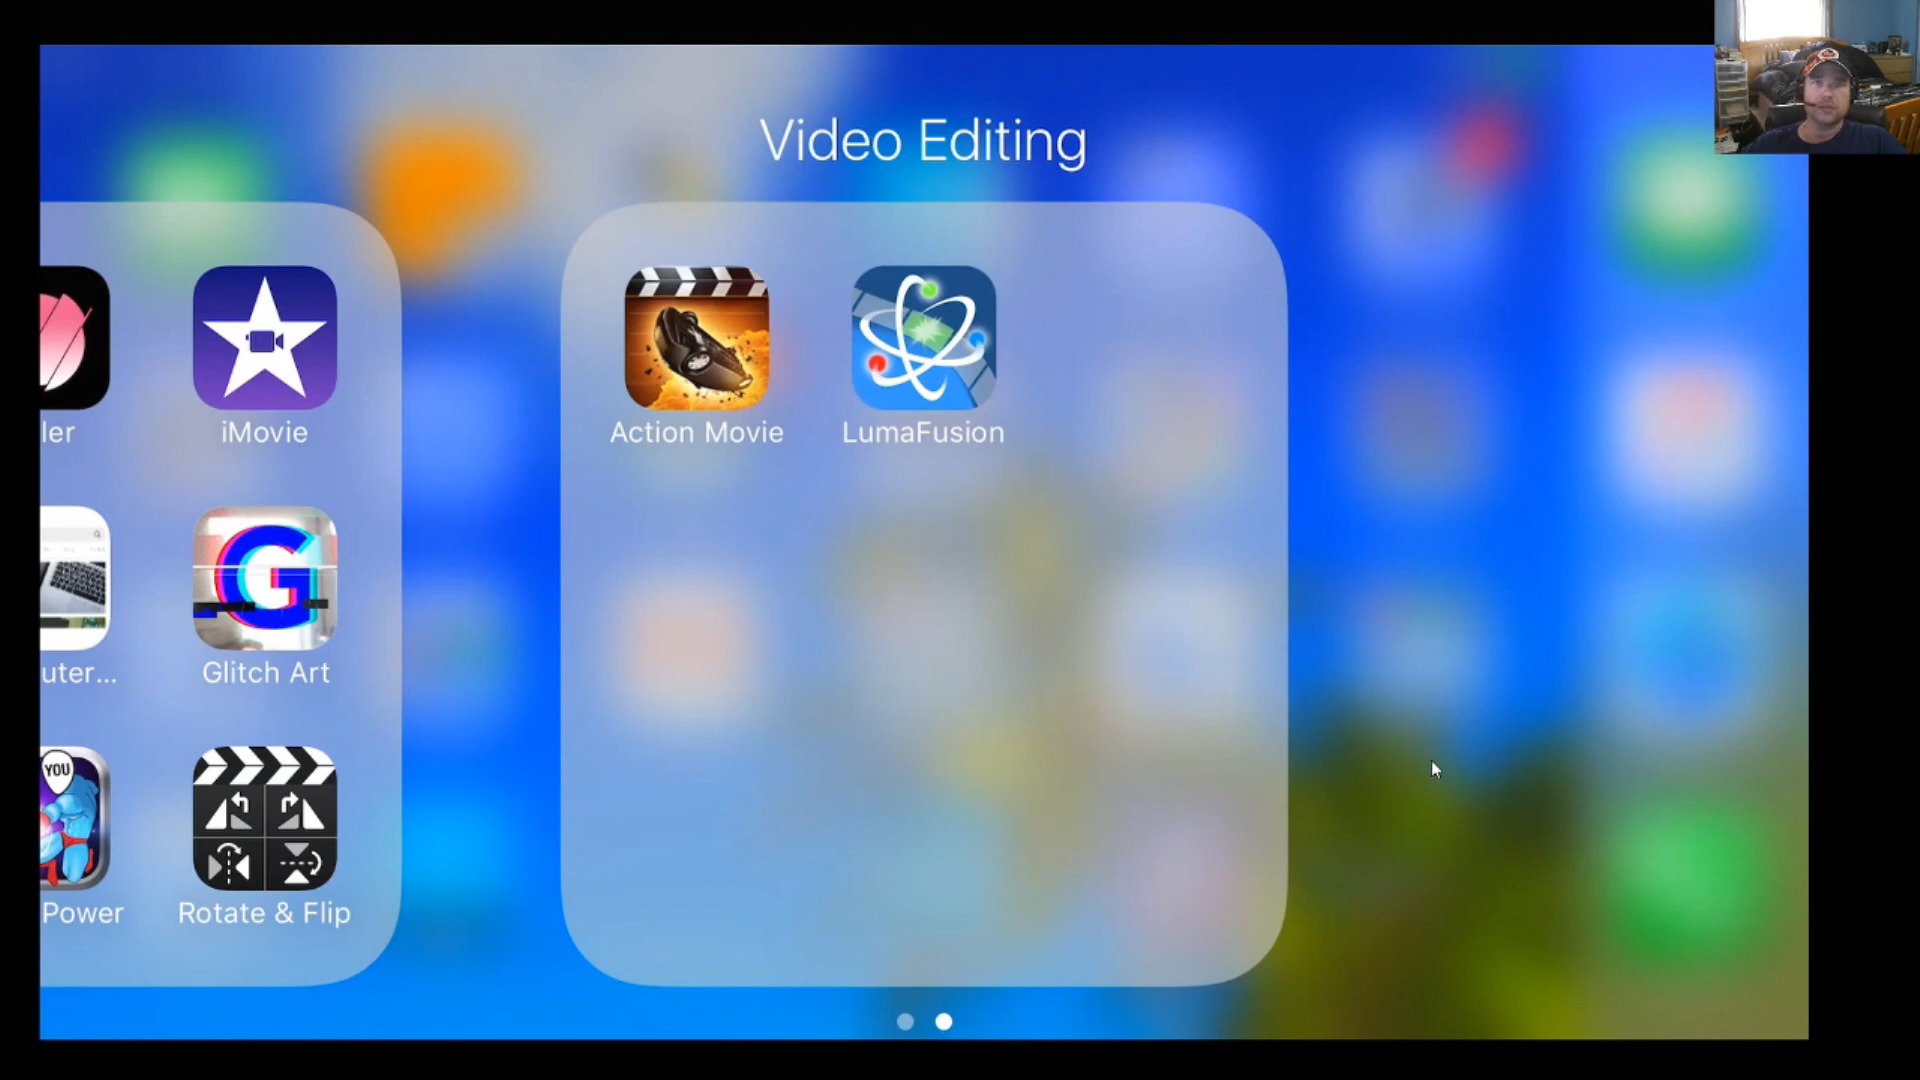 Video Editing
ler
iMovie
Action Movie
LumaFusion
uter...
G
Glitch Art
YOU
Power
Rotate & Flip